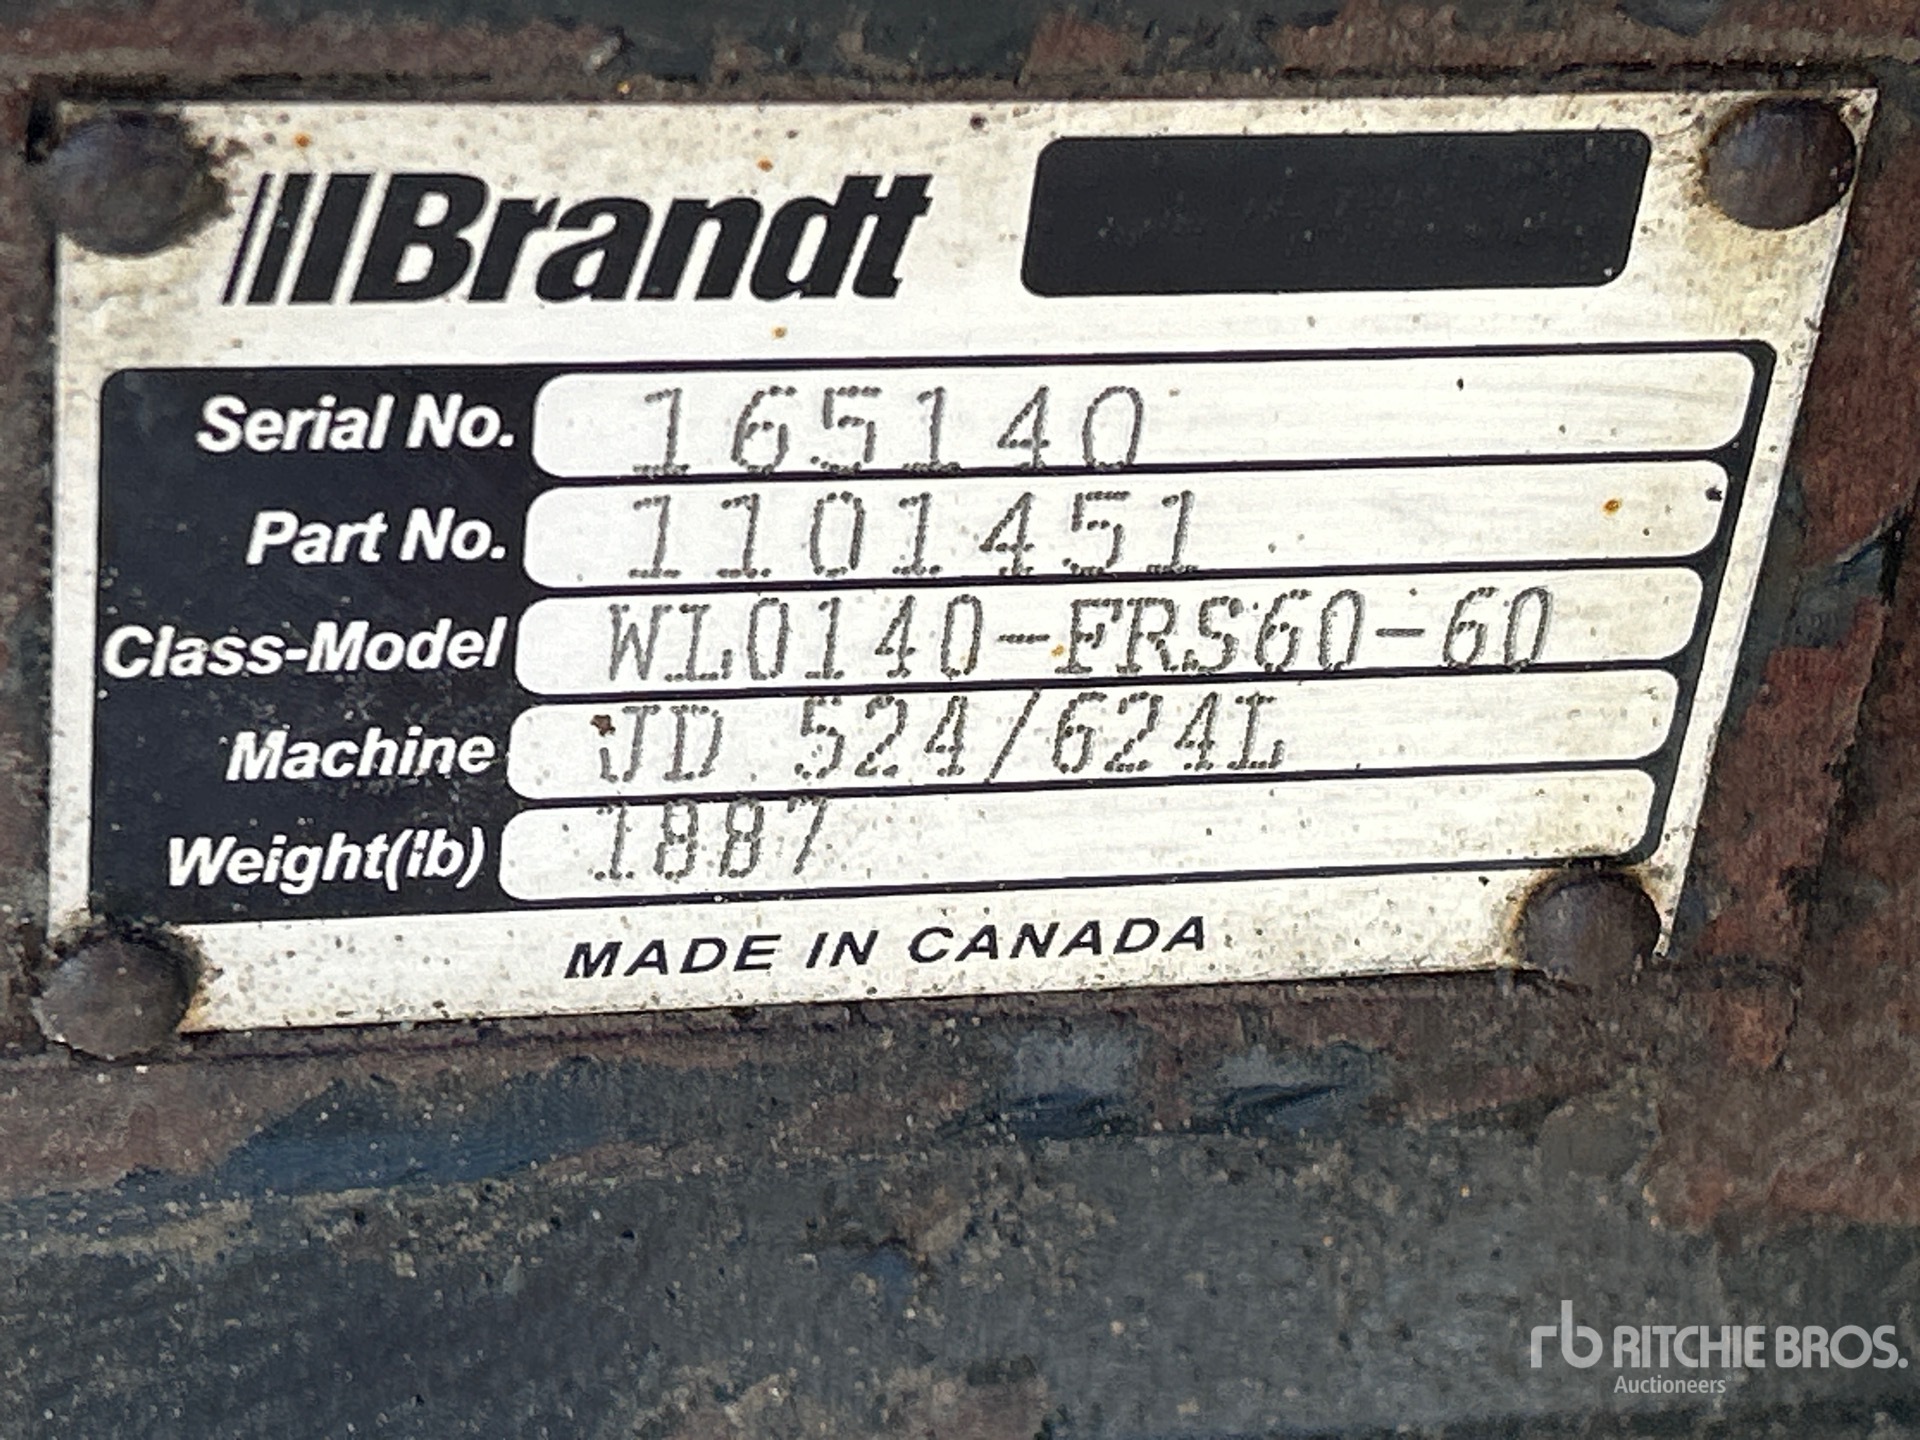 Brandt
Serial No. 165140
Part No. 1101451
Class-Model WL0140-FRS60-60
Machine JD 524/624L
Weight(lb) 1887
MADE IN CANADA
rb RITCHIE BROS.
Auctioneers